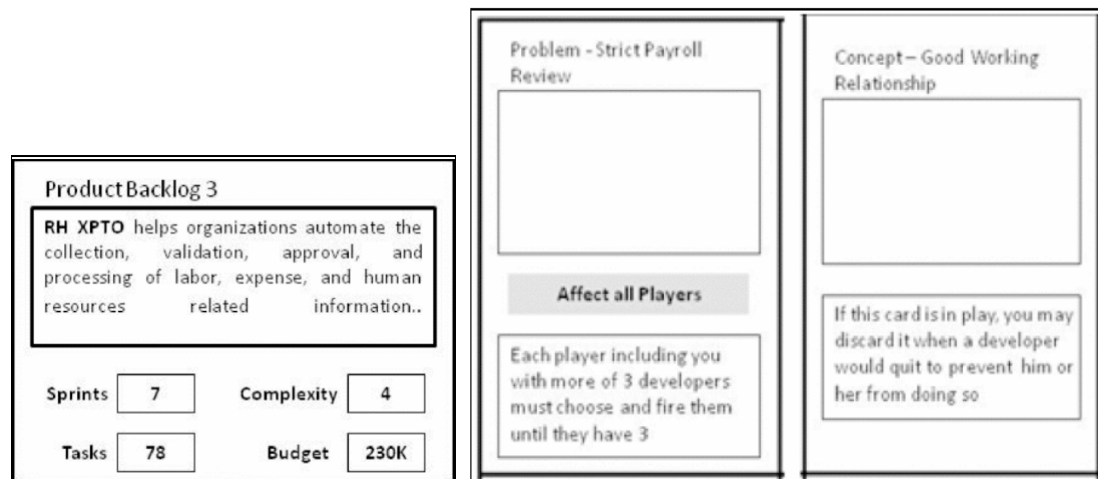 Product Backlog 3
RH XPTO helps organizations automate the
collection, validation, approval, and
processing of labor, expense, and human
resources related information..
Sprints 7 Complexity 4
Tasks 78 Budget 230K
Problem - Strict Payroll
Review
Affect all Players
Each player including you
with more of 3 developers
must choose and fire them
until they have 3
Concept – Good Working
Relationship
If this card is in play, you may
discard it when a developer
would quit to prevent him or
her from doing so